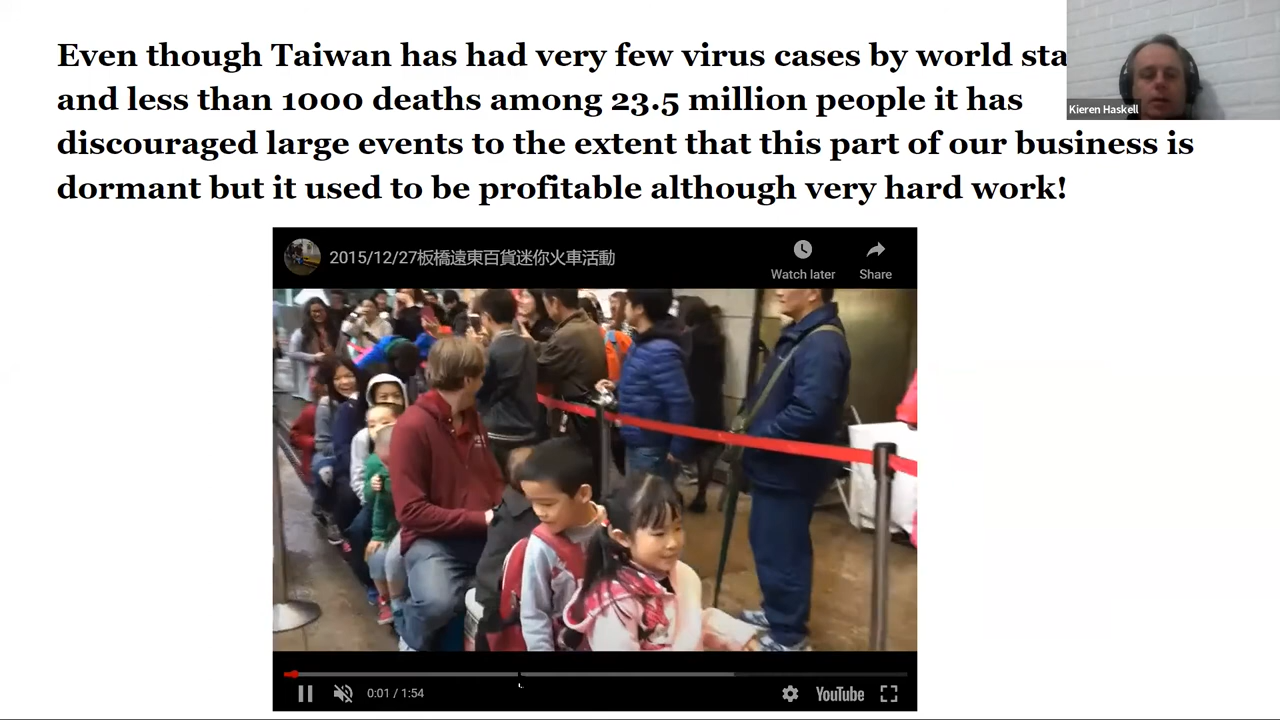 Even though Taiwan has had very few virus cases by world sta
and less than 1000 deaths among 23.5 million people it has
discouraged large events to the extent that this part of our business is
dormant but it used to be profitable although very hard work!
Kieren Haskell
2015/12/27板橋遠東百貨迷你火車活動
Watch later
Share
0:01 / 1:54
YouTube